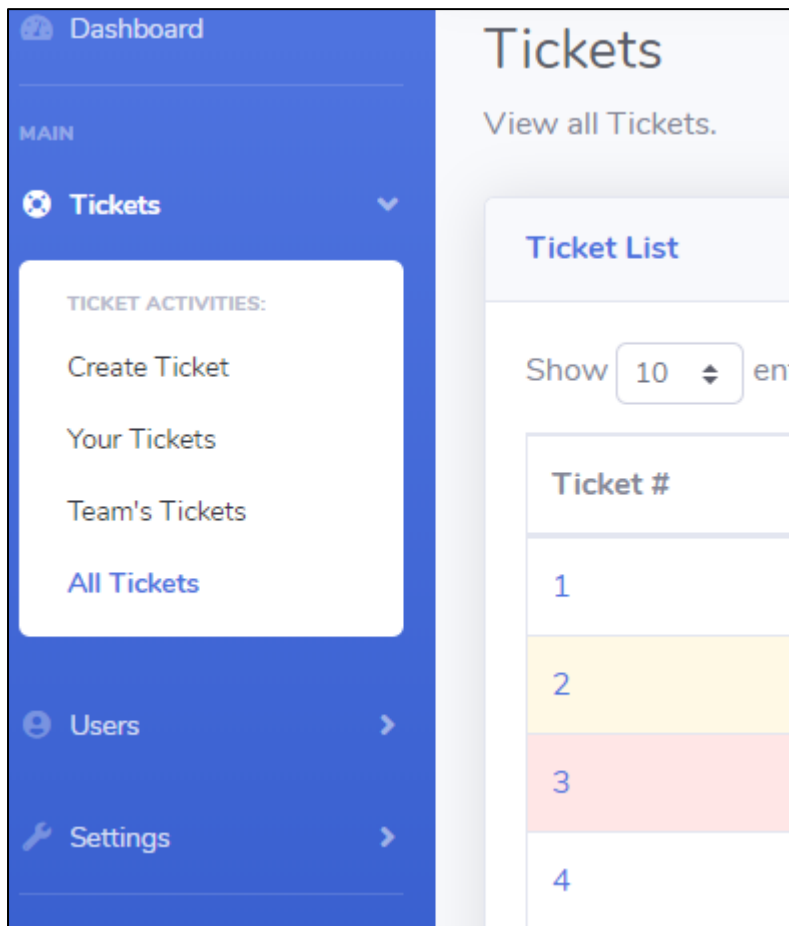 Dashboard
MAIN
Tickets
TICKET ACTIVITIES:
Create Ticket
Your Tickets
Team's Tickets
All Tickets
Users
Settings
Tickets
View all Tickets.
Ticket List
Show 10
Ticket #
1
2
3
4